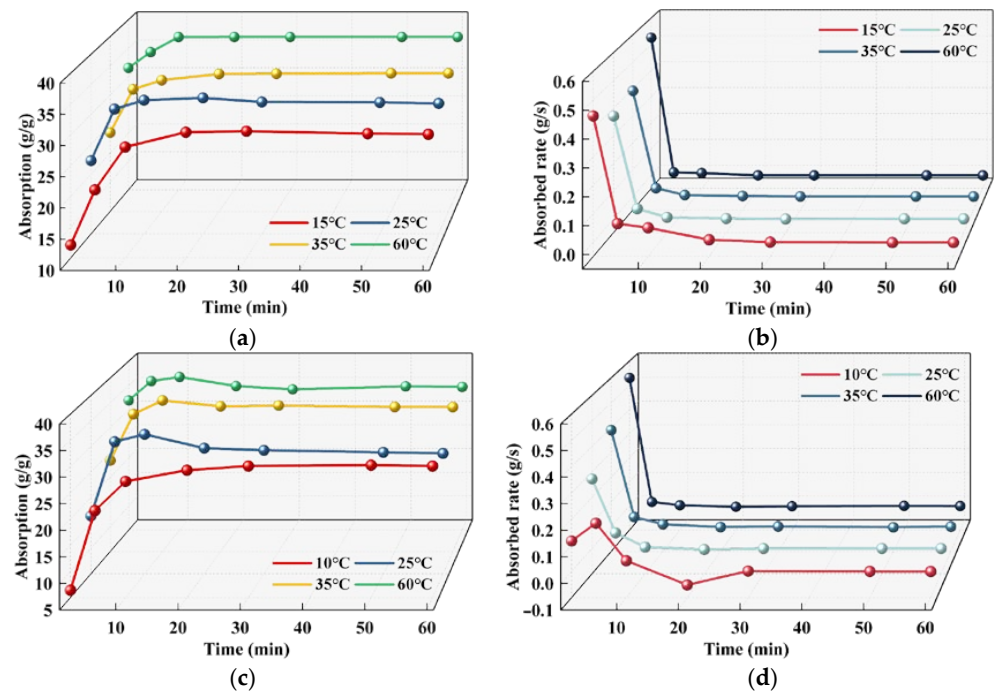 40
35
30
25
20
15
10
Absorption (g/g)
15°C 25°C
35°C 60°C
10 20 30 40 50 60
Time (min)
(a)
0.6
0.5
0.4
0.3
0.2
0.1
0.0
Absorbed rate (g/s)
15°C 25°C
35°C 60°C
10 20 30 40 50 60
Time (min)
(b)
40
35
30
25
20
15
10
5
Absorption (g/g)
10°C 25°C
35°C 60°C
10 20 30 40 50 60
Time (min)
(c)
0.6
0.5
0.4
0.3
0.2
0.1
0.0
-0.1
Absorbed rate (g/s)
10°C 25°C
35°C 60°C
10 20 30 40 50 60
Time (min)
(d)